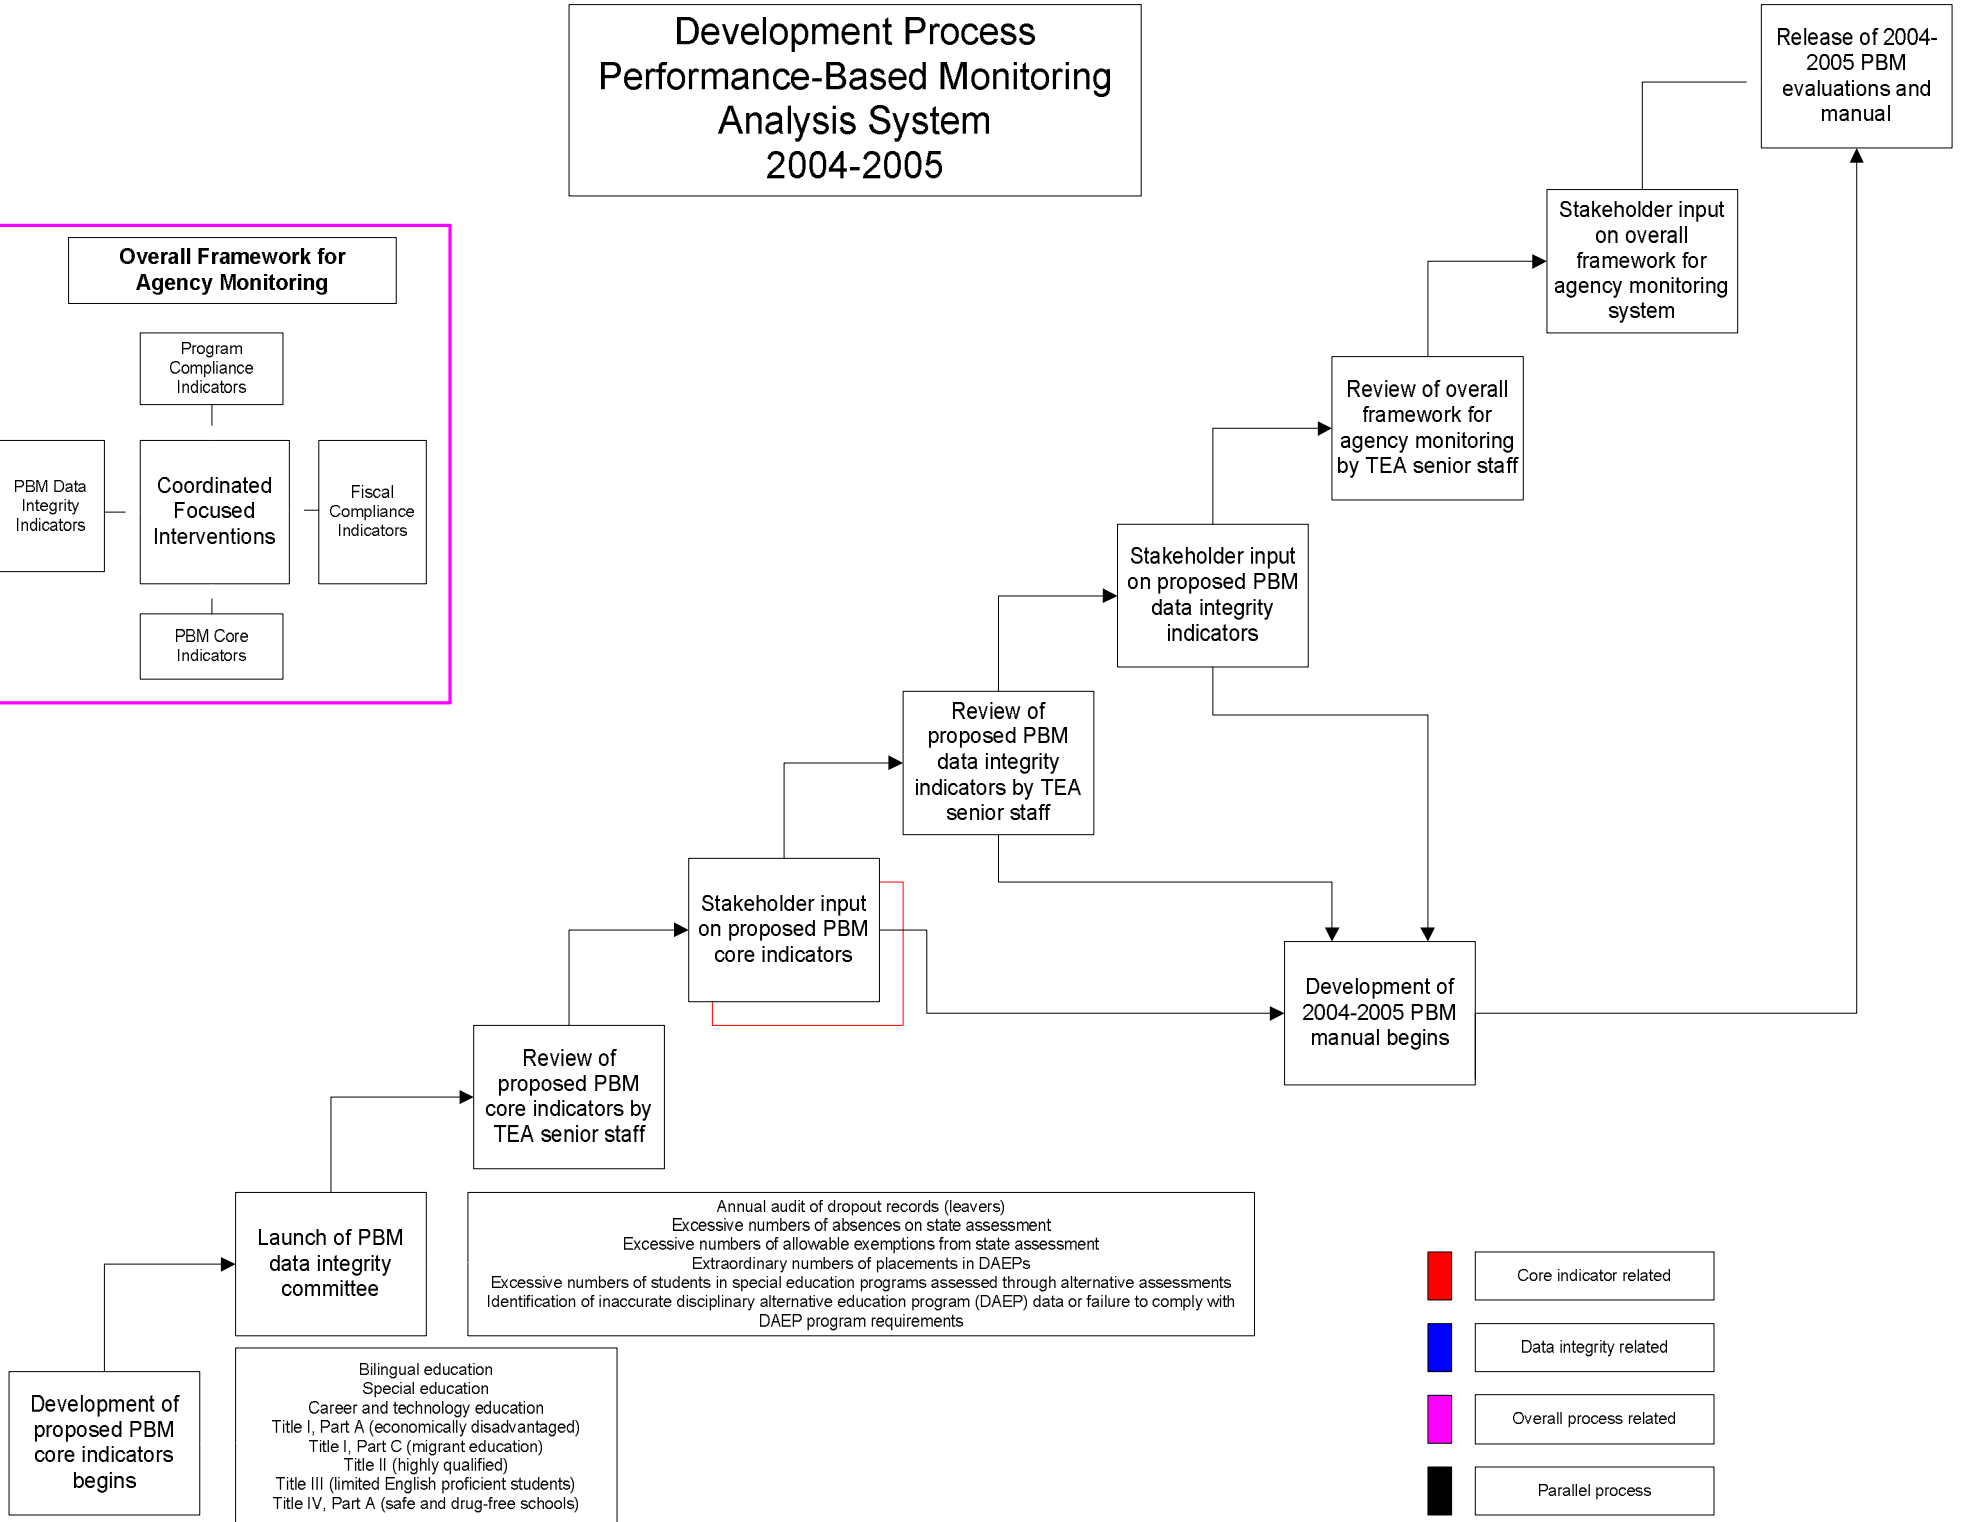 Development Process
Performance-Based Monitoring
Analysis System
2004-2005
Release of 2004-
2005 PBM
evaluations and
manual
Stakeholder input
on overall
framework for
agency monitoring
system
Overall Framework for
Agency Monitoring
Program
Compliance
Indicators
PBM Data
Integrity
Indicators
Coordinated
Focused
Interventions
Fiscal
Compliance
Indicators
PBM Core
Indicators
Review of overall
framework for
agency monitoring
by TEA senior staff
Stakeholder input
on proposed PBM
data integrity
indicators
Review of
proposed PBM
data integrity
indicators by TEA
senior staff
Stakeholder input
on proposed PBM
core indicators
Development of
2004-2005 PBM
manual begins
Review of
proposed PBM
core indicators by
TEA senior staff
Launch of PBM
data integrity
committee
Annual audit of dropout records (leavers)
Excessive numbers of absences on state assessment
Excessive numbers of allowable exemptions from state assessment
Extraordinary numbers of placements in DAEPs
Excessive numbers of students in special education programs assessed through alternative assessments
Identification of inaccurate disciplinary alternative education program (DAEP) data or failure to comply with
DAEP program requirements
Development of
proposed PBM
core indicators
begins
Bilingual education
Special education
Career and technology education
Title I, Part A (economically disadvantaged)
Title I, Part C (migrant education)
Title II (highly qualified)
Title III (limited English proficient students)
Title IV, Part A (safe and drug-free schools)
Core indicator related
Data integrity related
Overall process related
Parallel process